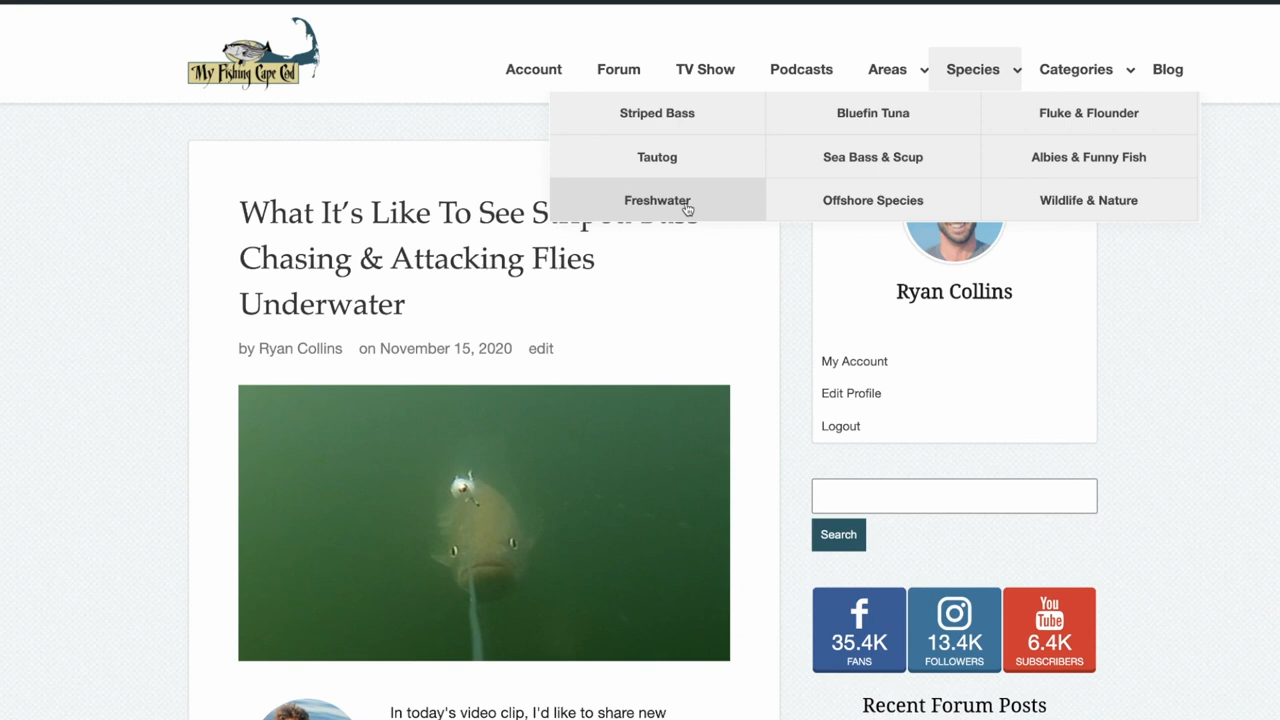 My Fishing Cape Cod
Account Forum TV Show Podcasts Areas Species Categories Blog
Striped Bass Bluefin Tuna Fluke & Flounder
Tautog Sea Bass & Scup Albies & Funny Fish
Freshwater Offshore Species Wildlife & Nature
What It's Like To See Striped Bass
Chasing & Attacking Flies
Underwater
by Ryan Collins on November 15, 2020 edit
Ryan Collins
My Account
Edit Profile
Logout
Search
35.4K
FANS
13.4K
FOLLOWERS
You
Tube
6.4K
SUBSCRIBERS
Recent Forum Posts
In today's video clip, I'd like to share new